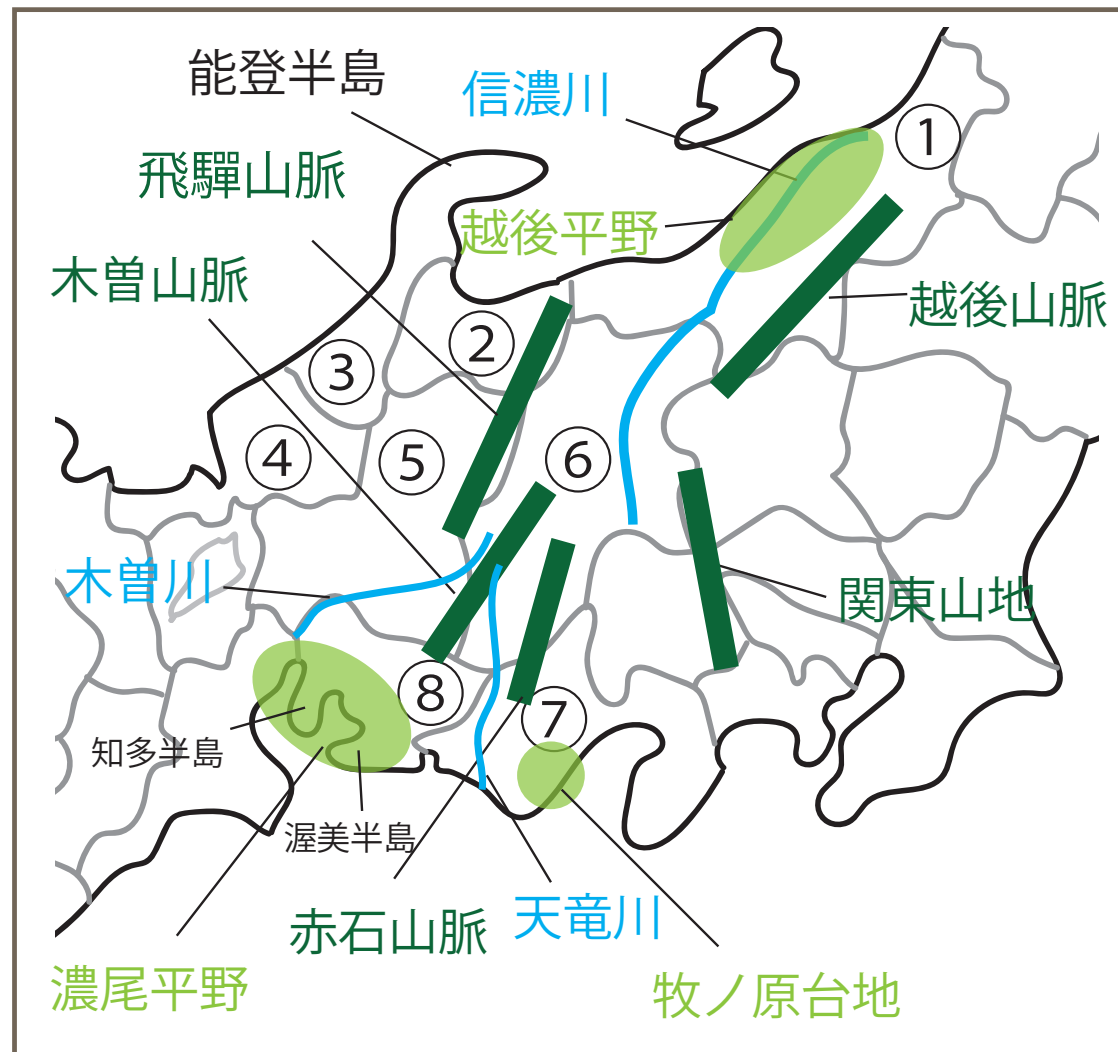 能登半島
信濃川
①
飛驒山脈
越後平野
木曽山脈
越後山脈
②
③
④
⑤
⑥
木曽川
関東山地
⑧
⑦
知多半島
渥美半島
赤石山脈
天竜川
濃尾平野
牧ノ原台地